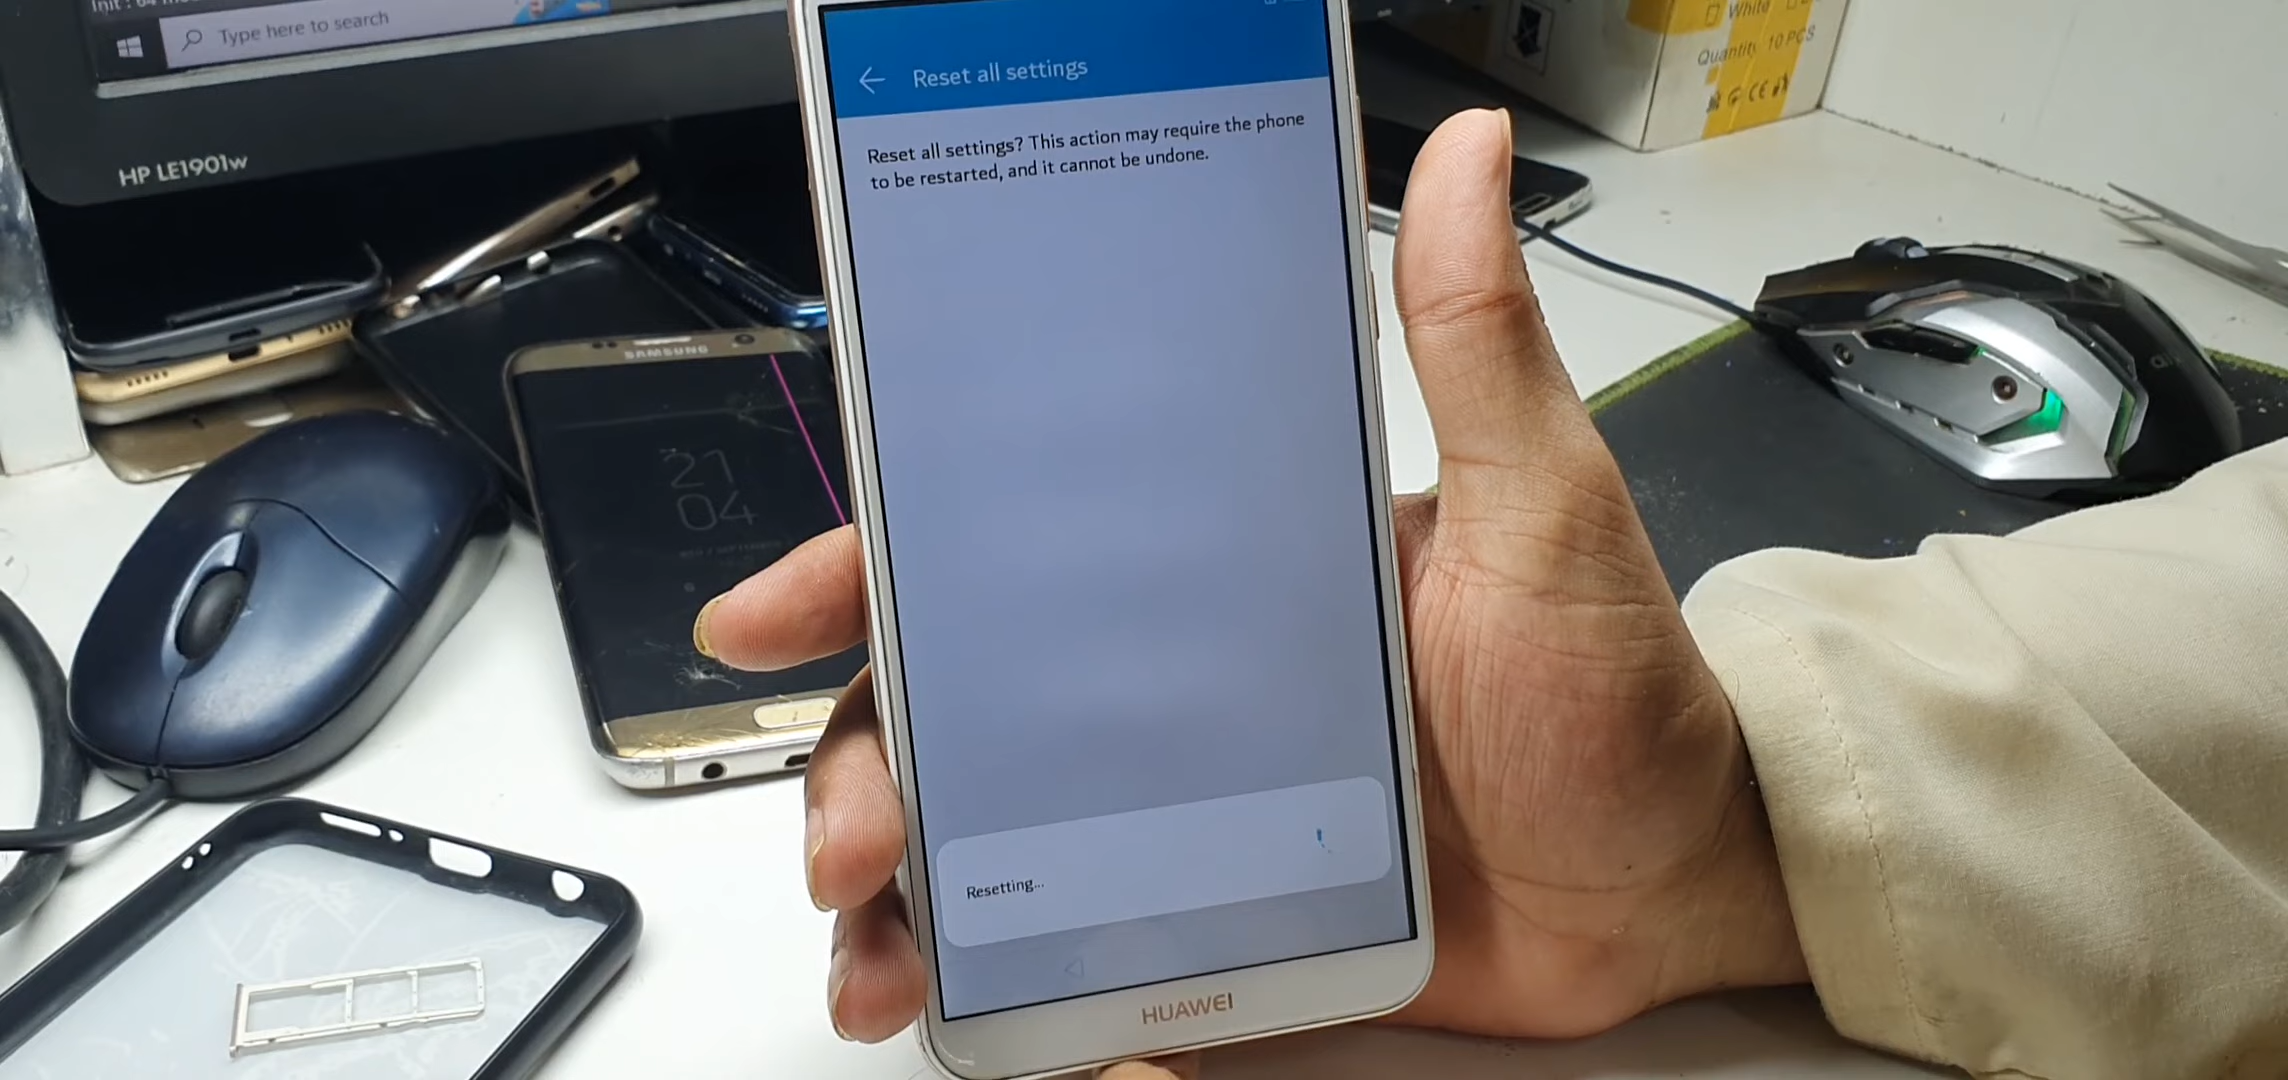 Type here to search
HP LE1901w
SAMSUNG
21
04
Reset all settings
Reset all settings? This action may require the phone
to be restarted, and it cannot be undone.
Resetting...
HUAWEI
White
Quantity 10 PCS
CE